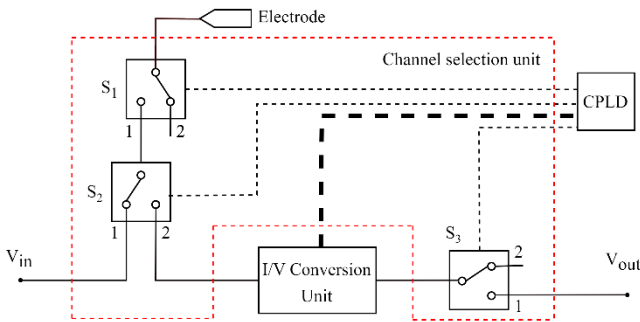 Electrode
Channel selection unit
S1
CPLD
1 2
S2
1 2
S3
2
Vin
I/V Conversion
Unit
Vout
1